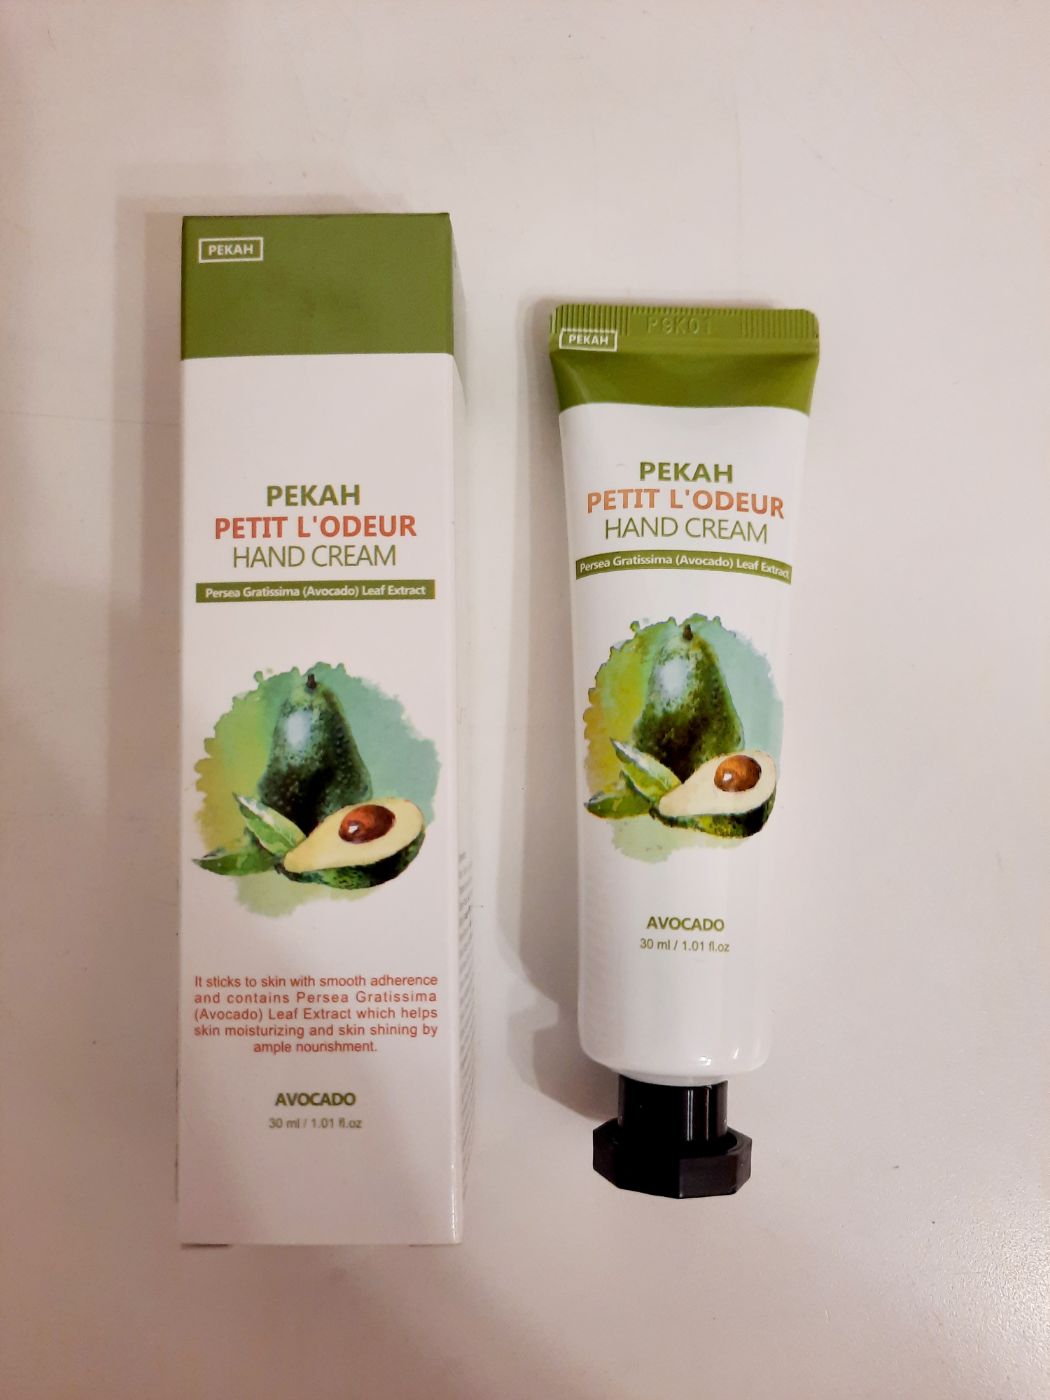 PEKAH
PEKAH
PETIT L'ODEUR
HAND CREAM
Persea Gratissima (Avocado) Leaf Extract
It sticks to skin with smooth adherence
and contains Persea Gratissima
(Avocado) Leaf Extract which helps
skin moisturizing and skin shining by
ample nourishment.
AVOCADO
30 ml / 1.01 fl.oz
P9K01
PEKAH
PEKAH
PETIT L'ODEUR
HAND CREAM
Persea Gratissima (Avocado) Leaf Extract
AVOCADO
30 ml / 1.01 fl.oz